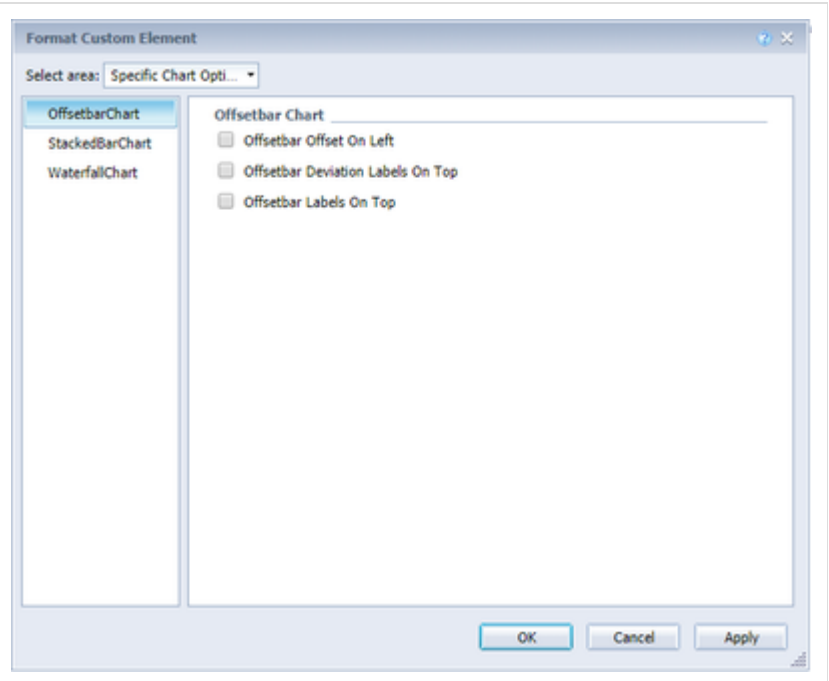 Format Custom Element
Select area: Specific Chart Opti...
OffsetbarChart
StackedBarChart
WaterfallChart
Offsetbar Chart
Offsetbar Offset On Left
Offsetbar Deviation Labels On Top
Offsetbar Labels On Top
OK Cancel Apply